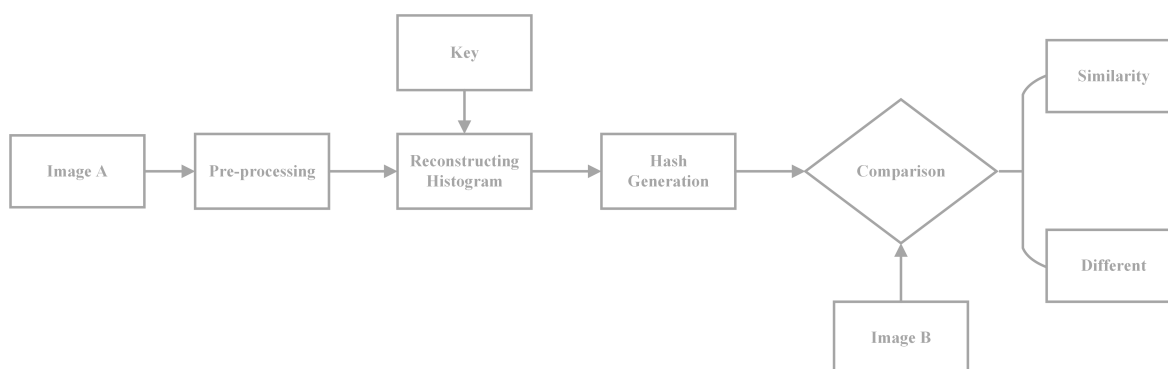 Key
Similarity
Image A
Pre-processing
Reconstructing
Histogram
Hash
Generation
Comparison
Different
Image B